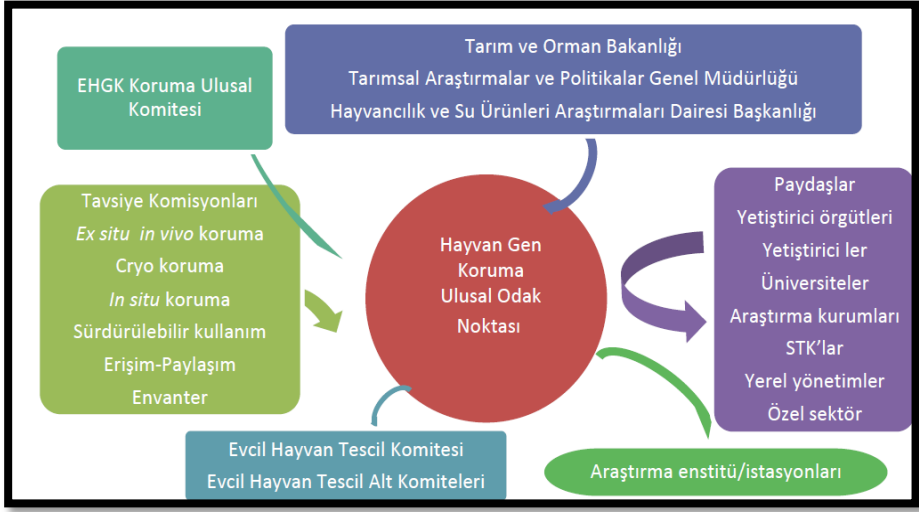 EHGK Koruma Ulusal
Komitesi
Tarım ve Orman Bakanlığı
Tarımsal Araştırmalar ve Politikalar Genel Müdürlüğü
Hayvancılık ve Su Ürünleri Araştırmaları Dairesi Başkanlığı
Tavsiye Komisyonları
Ex situ in vivo koruma
Cryo koruma
In situ koruma
Sürdürülebilir kullanım
Erişim-Paylaşım
Envanter
Hayvan Gen
Koruma
Ulusal Odak
Noktası
Paydaşlar
Yetiştirici örgütleri
Yetiştirici ler
Üniversiteler
Araştırma kurumları
STK’lar
Yerel yönetimler
Özel sektör
Evcil Hayvan Tescil Komitesi
Evcil Hayvan Tescil Alt Komiteleri
Araştırma enstitü/istasyonları